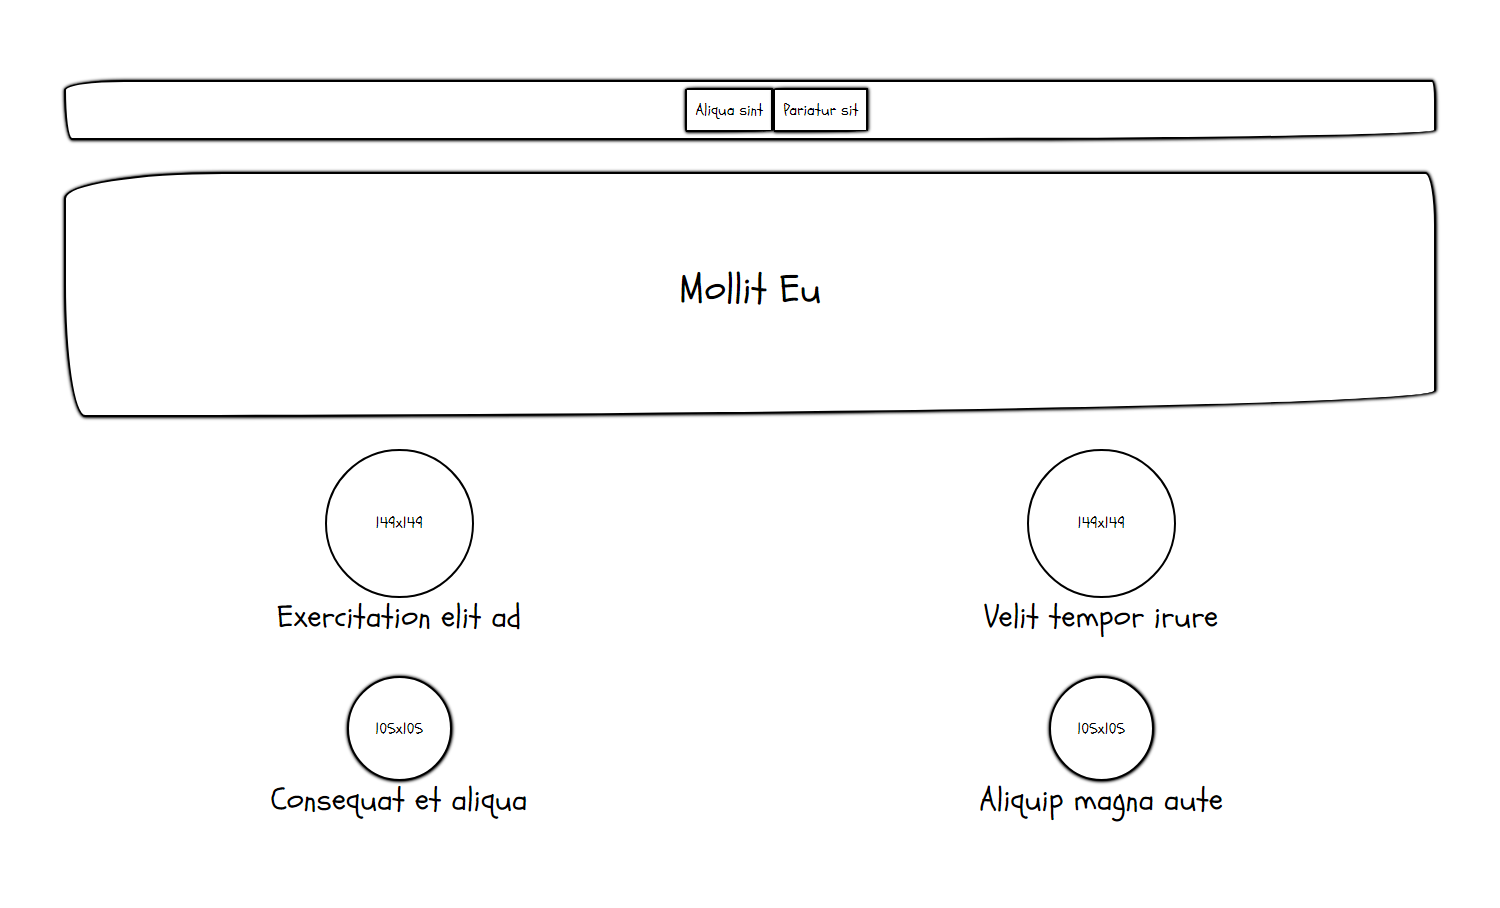 Aliqua sint Pariatur sit
Mollit Eu
149x149 149x149
Exercitation elit ad Velit tempor irure
105x105 105x105
Consequat et aliqua Aliquip magna aute